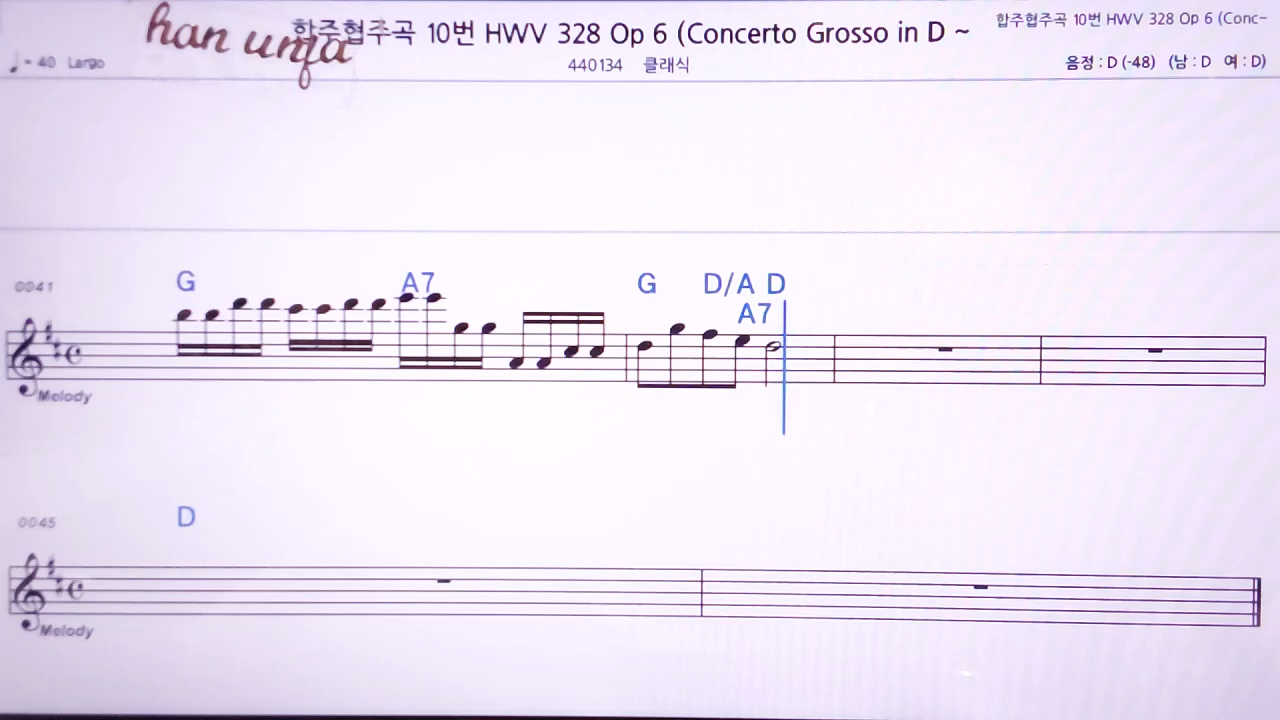 han unfa
합주협주곡 10번 HWV 328 Op 6 (Concerto Grosso in D ~
합주협주곡 10번 HWV 328 Op 6 (Conc~
♩= 40 Largo
440134 클래식
음정 : D (-48) (남 : D 여 : D)
0041 G A7 G D/A D
A7
Melody
0045 D
Melody